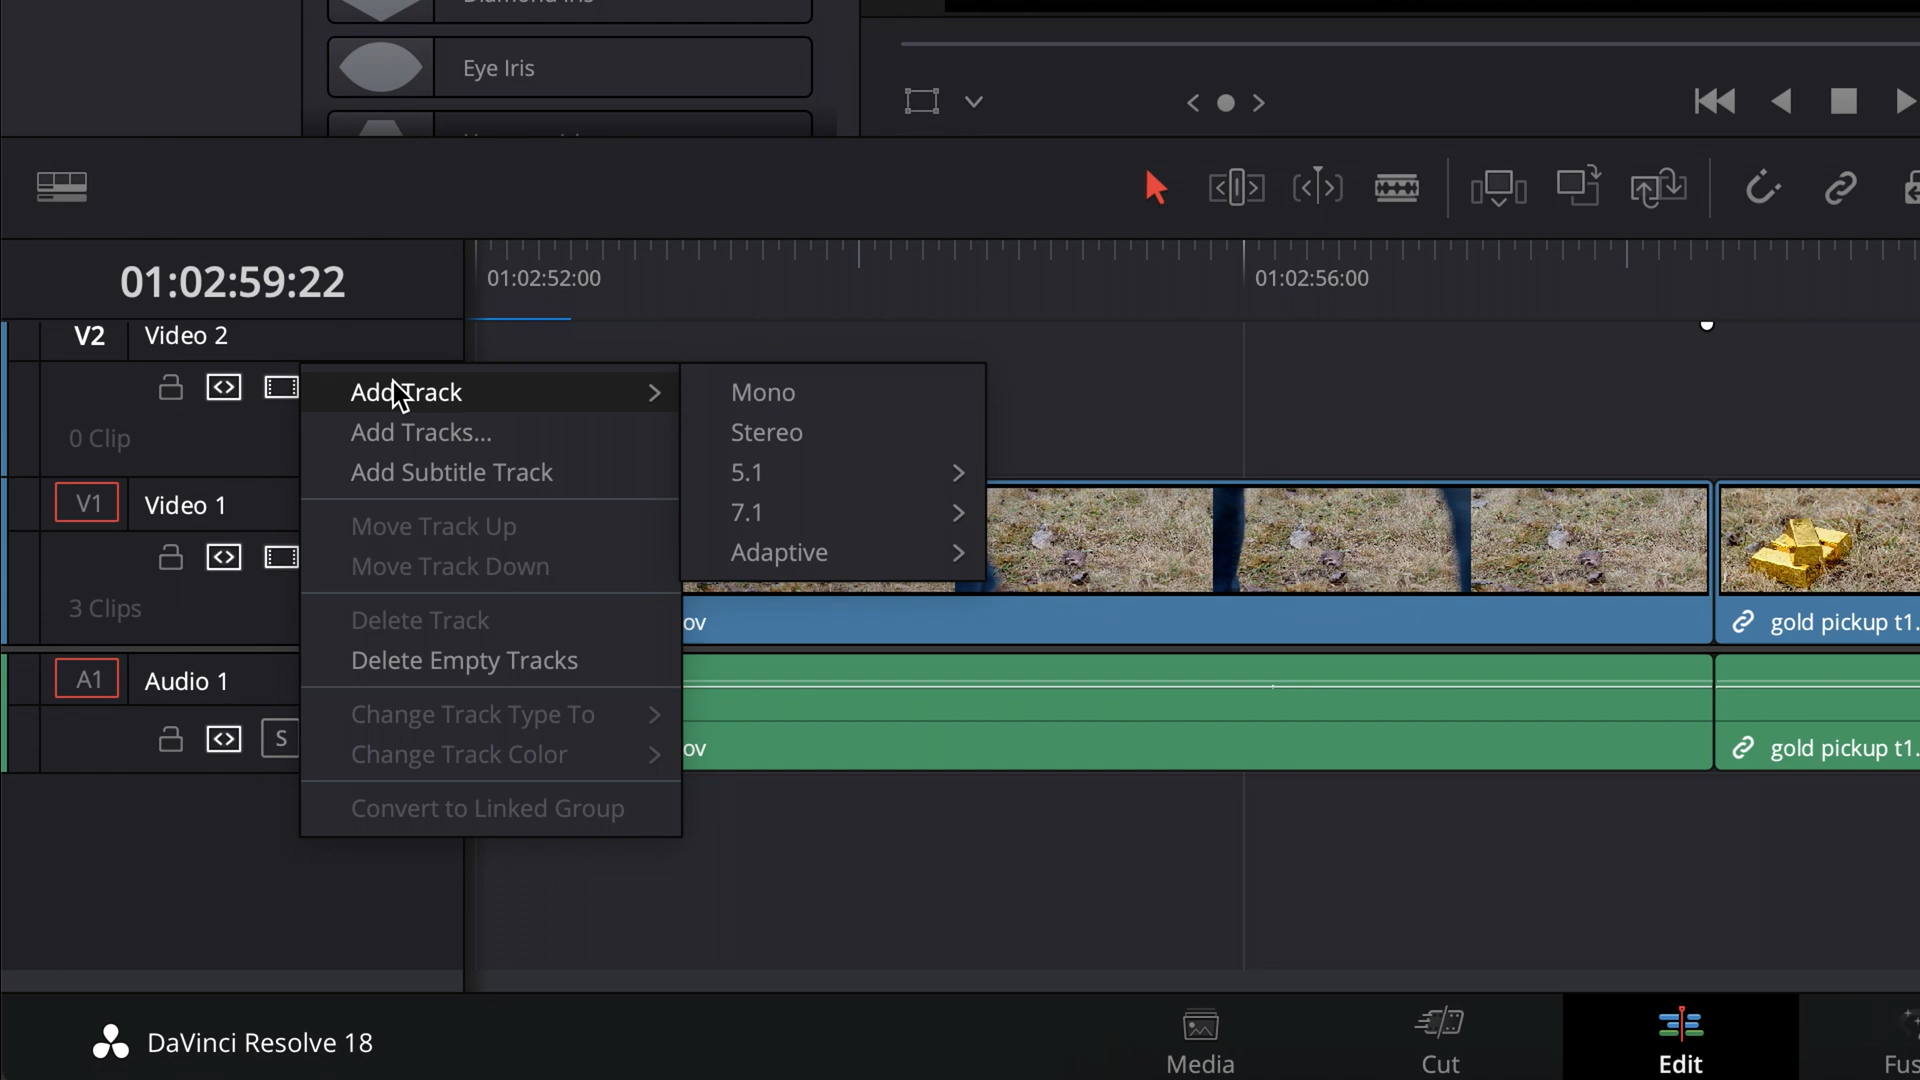 Eye Iris
01:02:59:22
01:02:52:00
01:02:56:00
V2 Video 2
Add Track
Mono
Add Tracks...
Stereo
0 Clip
Add Subtitle Track
5.1
V1 Video 1
Move Track Up
7.1
Move Track Down
Adaptive
3 Clips
Delete Track
ov
gold pickup t1.
Delete Empty Tracks
A1 Audio 1
Change Track Type To
S
Change Track Color
ov
gold pickup t1.
Convert to Linked Group
DaVinci Resolve 18
Media
Cut
Edit
Fus